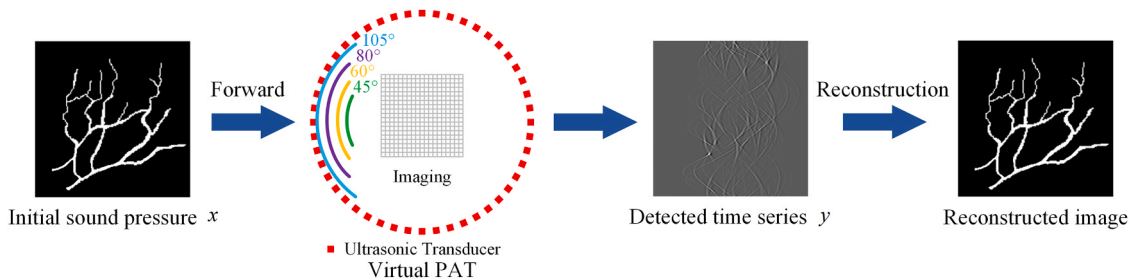 105°
80°
60°
45°
Forward
Reconstruction
Imaging
Initial sound pressure x
Detected time series y
Reconstructed image
Ultrasonic Transducer
Virtual PAT